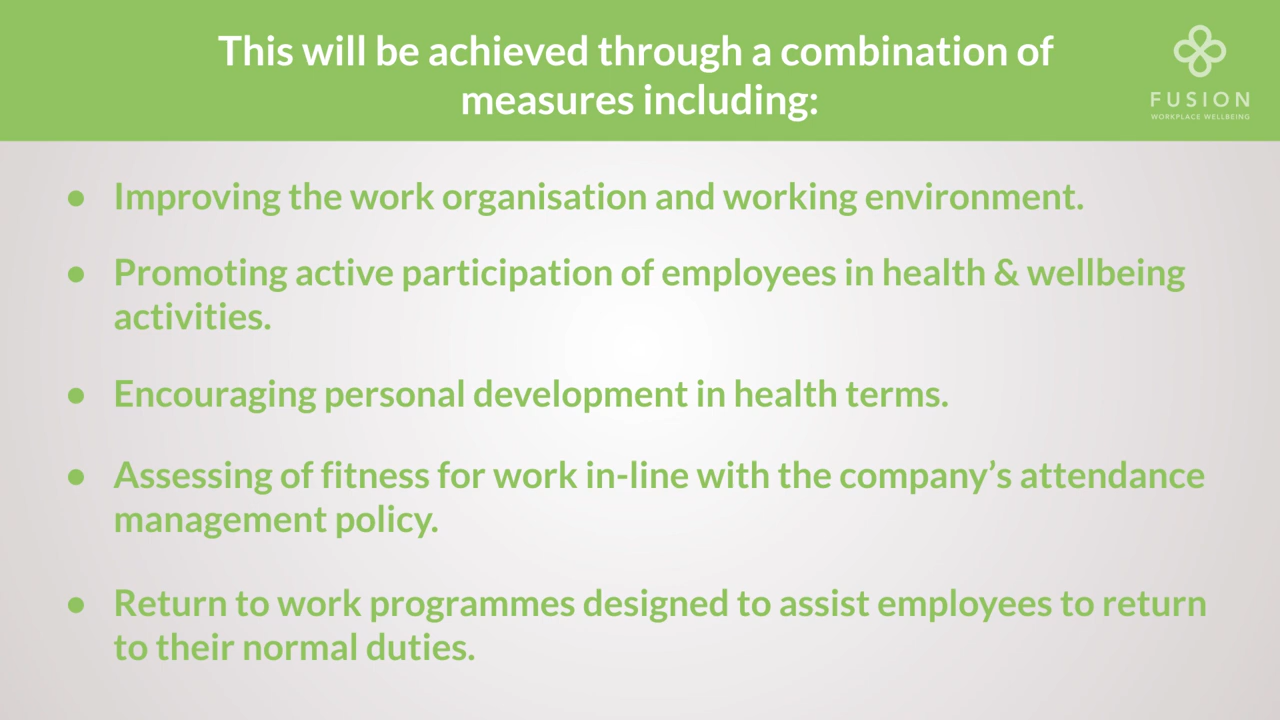 This will be achieved through a combination of
measures including:
FUSION
WORKPLACE WELLBEING
● Improving the work organisation and working environment.
● Promoting active participation of employees in health & wellbeing
activities.
● Encouraging personal development in health terms.
● Assessing of fitness for work in-line with the company’s attendance
management policy.
● Return to work programmes designed to assist employees to return
to their normal duties.